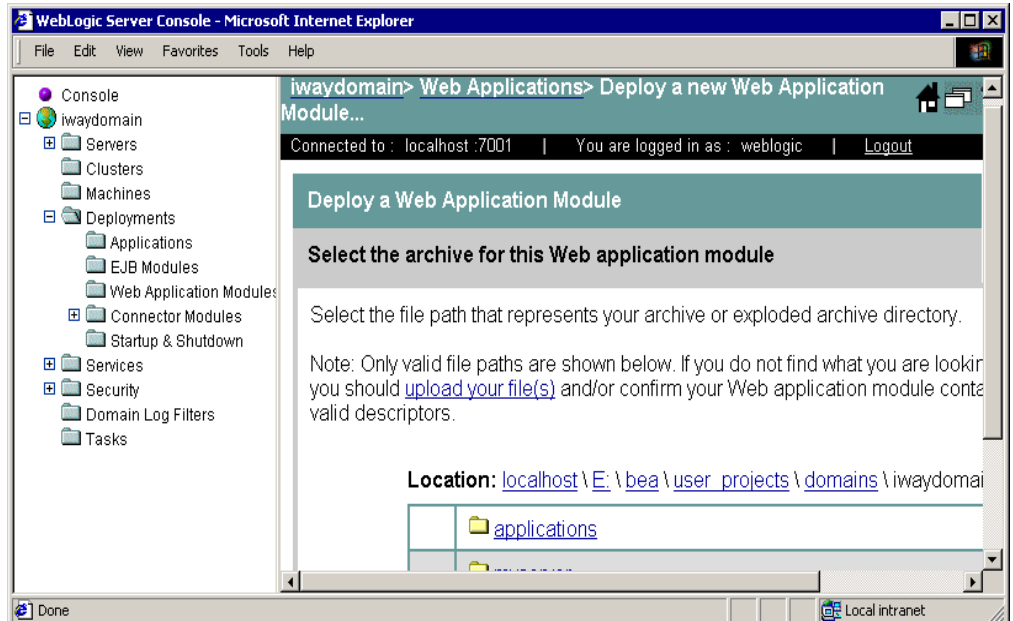 WebLogic Server Console - Microsoft Internet Explorer
File Edit View Favorites Tools Help
Console
iwaydomain
Servers
Clusters
Machines
Deployments
Applications
EJB Modules
Web Application Modules
Connector Modules
Startup & Shutdown
Services
Security
Domain Log Filters
Tasks
iwaydomain> Web Applications> Deploy a new Web Application
Module...
Connected to : localhost :7001 | You are logged in as : weblogic | Logout
Deploy a Web Application Module
Select the archive for this Web application module
Select the file path that represents your archive or exploded archive directory.
Note: Only valid file paths are shown below. If you do not find what you are lookin
you should upload your file(s) and/or confirm your Web application module conta
valid descriptors.
Location: localhost \ E: \ bea \ user_projects \ domains \ iwaydomai
applications
Done
Local intranet